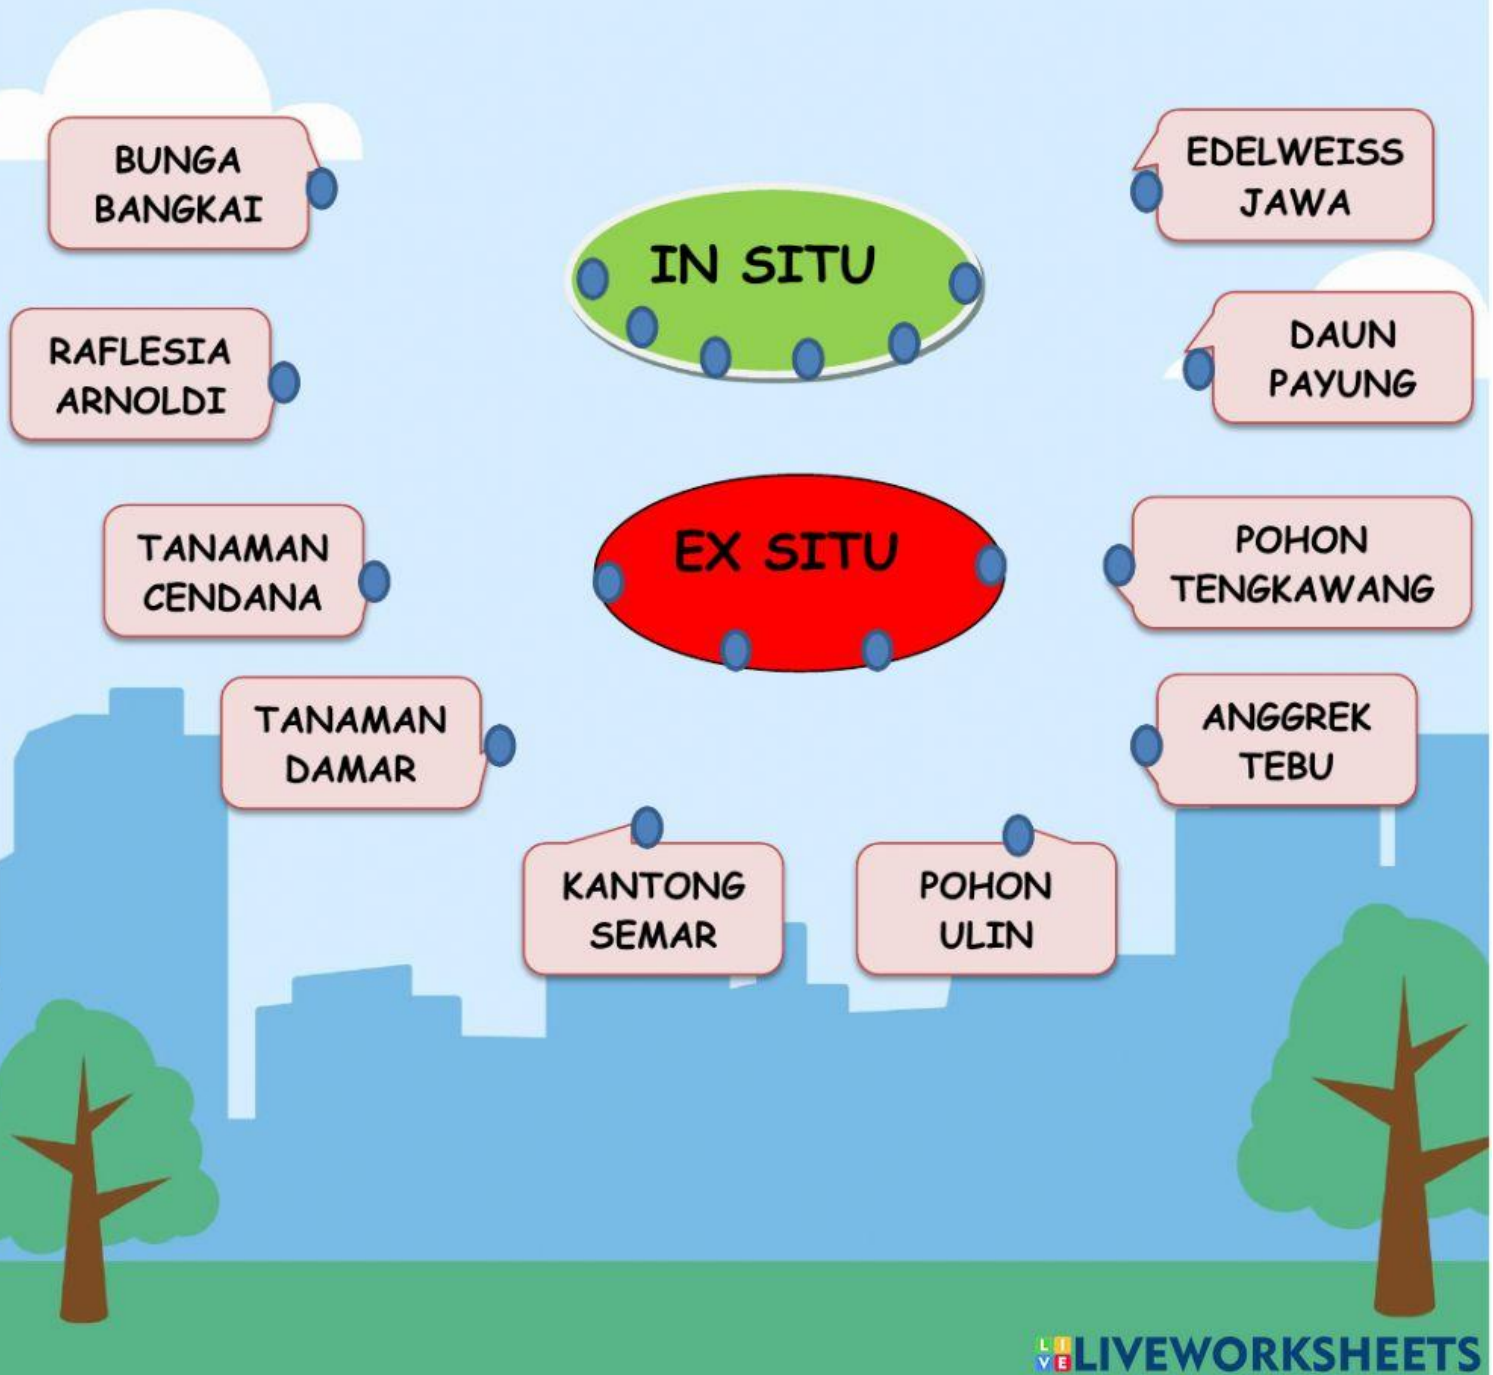 BUNGA
BANGKAI
EDELWEISS
JAWA
IN SITU
RAFLESIA
ARNOLDI
DAUN
PAYUNG
EX SITU
TANAMAN
CENDANA
POHON
TENGKAWANG
TANAMAN
DAMAR
ANGGREK
TEBU
KANTONG
SEMAR
POHON
ULIN
LIVE LIVEWORKSHEETS